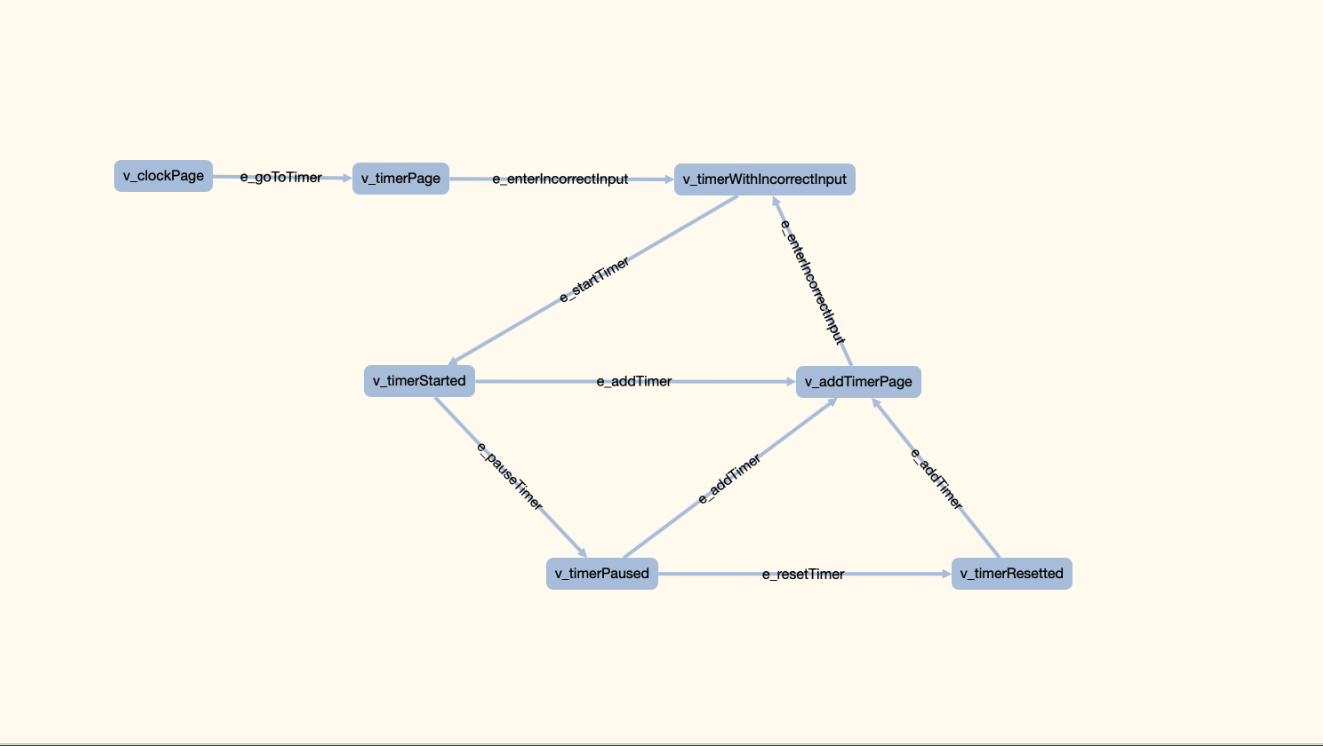 v_clockPage
e_goToTimer
v_timerPage
e_enterIncorrectInput
v_timerWithIncorrectInput
e_startTimer
e_enterIncorrectInput
v_timerStarted
e_addTimer
v_addTimerPage
e_pauseTimer
e_addTimer
e_addTimer
v_timerPaused
e_resetTimer
v_timerResetted